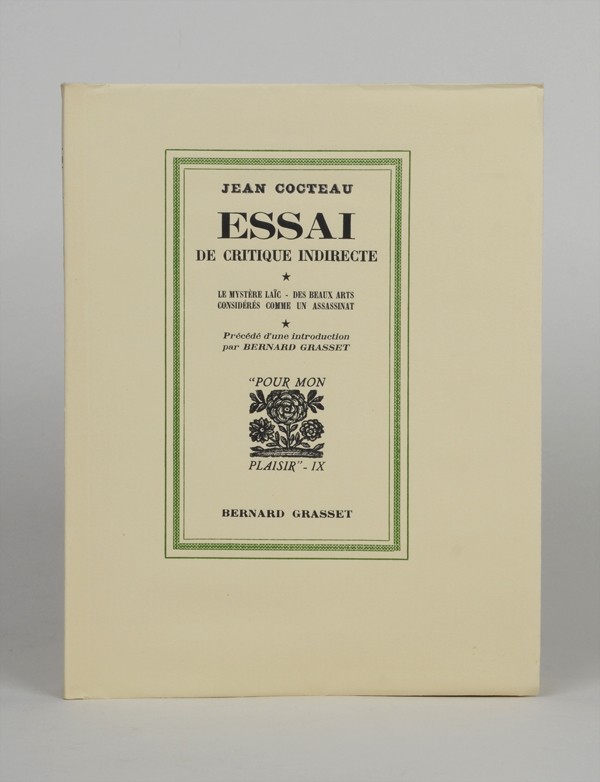 JEAN COCTEAU
ESSAI
DE CRITIQUE INDIRECTE
★
LE MYSTÈRE LAÏC - DES BEAUX ARTS
CONSIDÉRÉS COMME UN ASSASSINAT
★
Précédé d'une introduction
par BERNARD GRASSET
"POUR MON
PLAISIR" - IX
BERNARD GRASSET